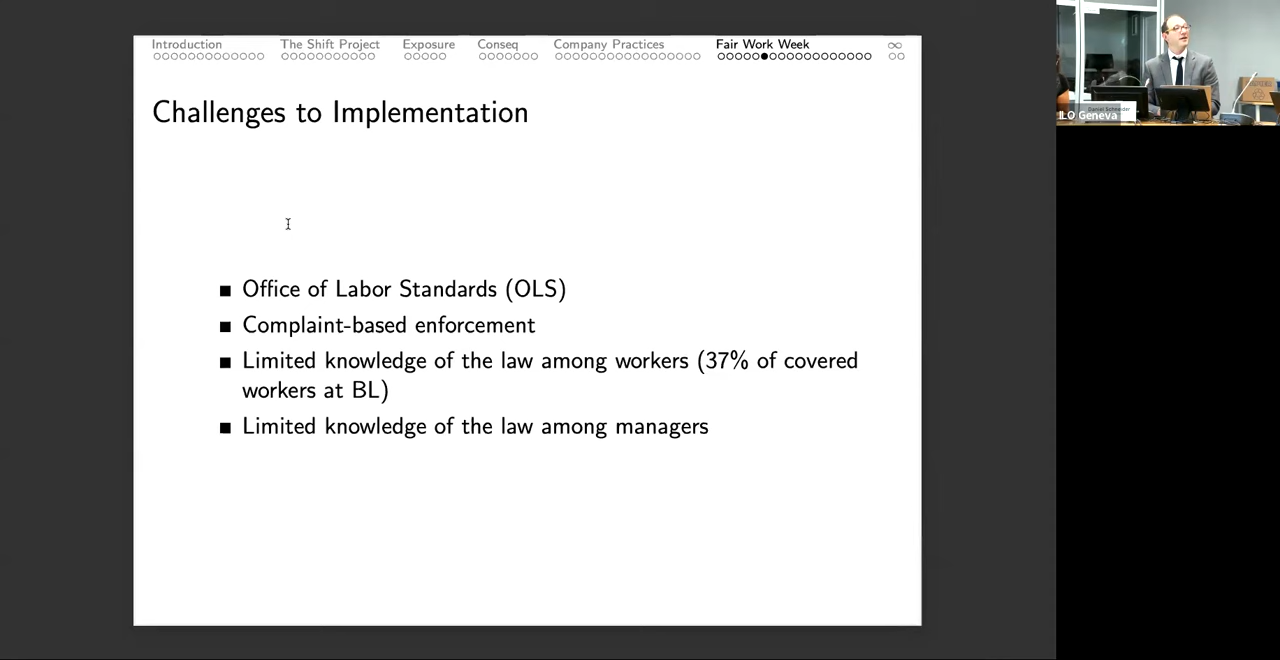 Introduction The Shift Project Exposure Conseq Company Practices Fair Work Week ∞
Challenges to Implementation
Office of Labor Standards (OLS)
Complaint-based enforcement
Limited knowledge of the law among workers (37% of covered
workers at BL)
Limited knowledge of the law among managers
Daniel Schneider
ILO Geneva